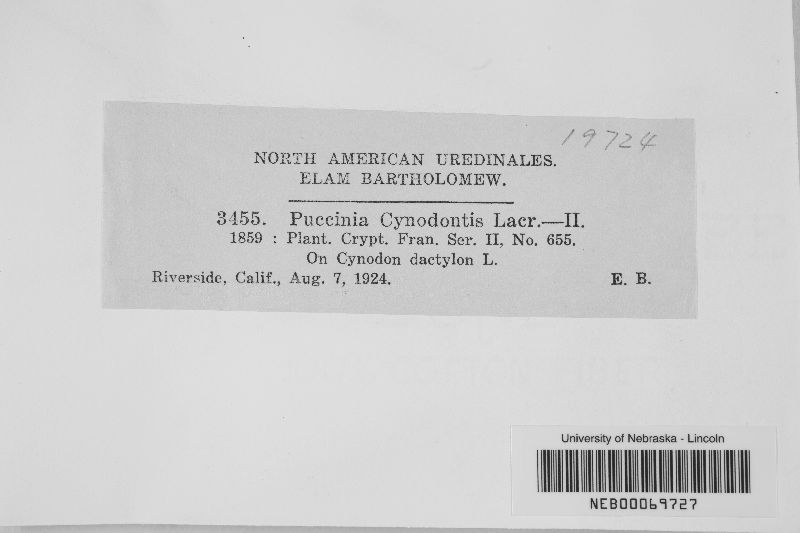 19724
NORTH AMERICAN UREDINALES.
ELAM BARTHOLOMEW.
3455. Puccinia Cynodontis Lacr.—II.
1859 : Plant. Crypt. Fran. Ser. II, No. 655.
On Cynodon dactylon L.
Riverside, Calif., Aug. 7, 1924. E. B.
University of Nebraska - Lincoln
NEB00069727